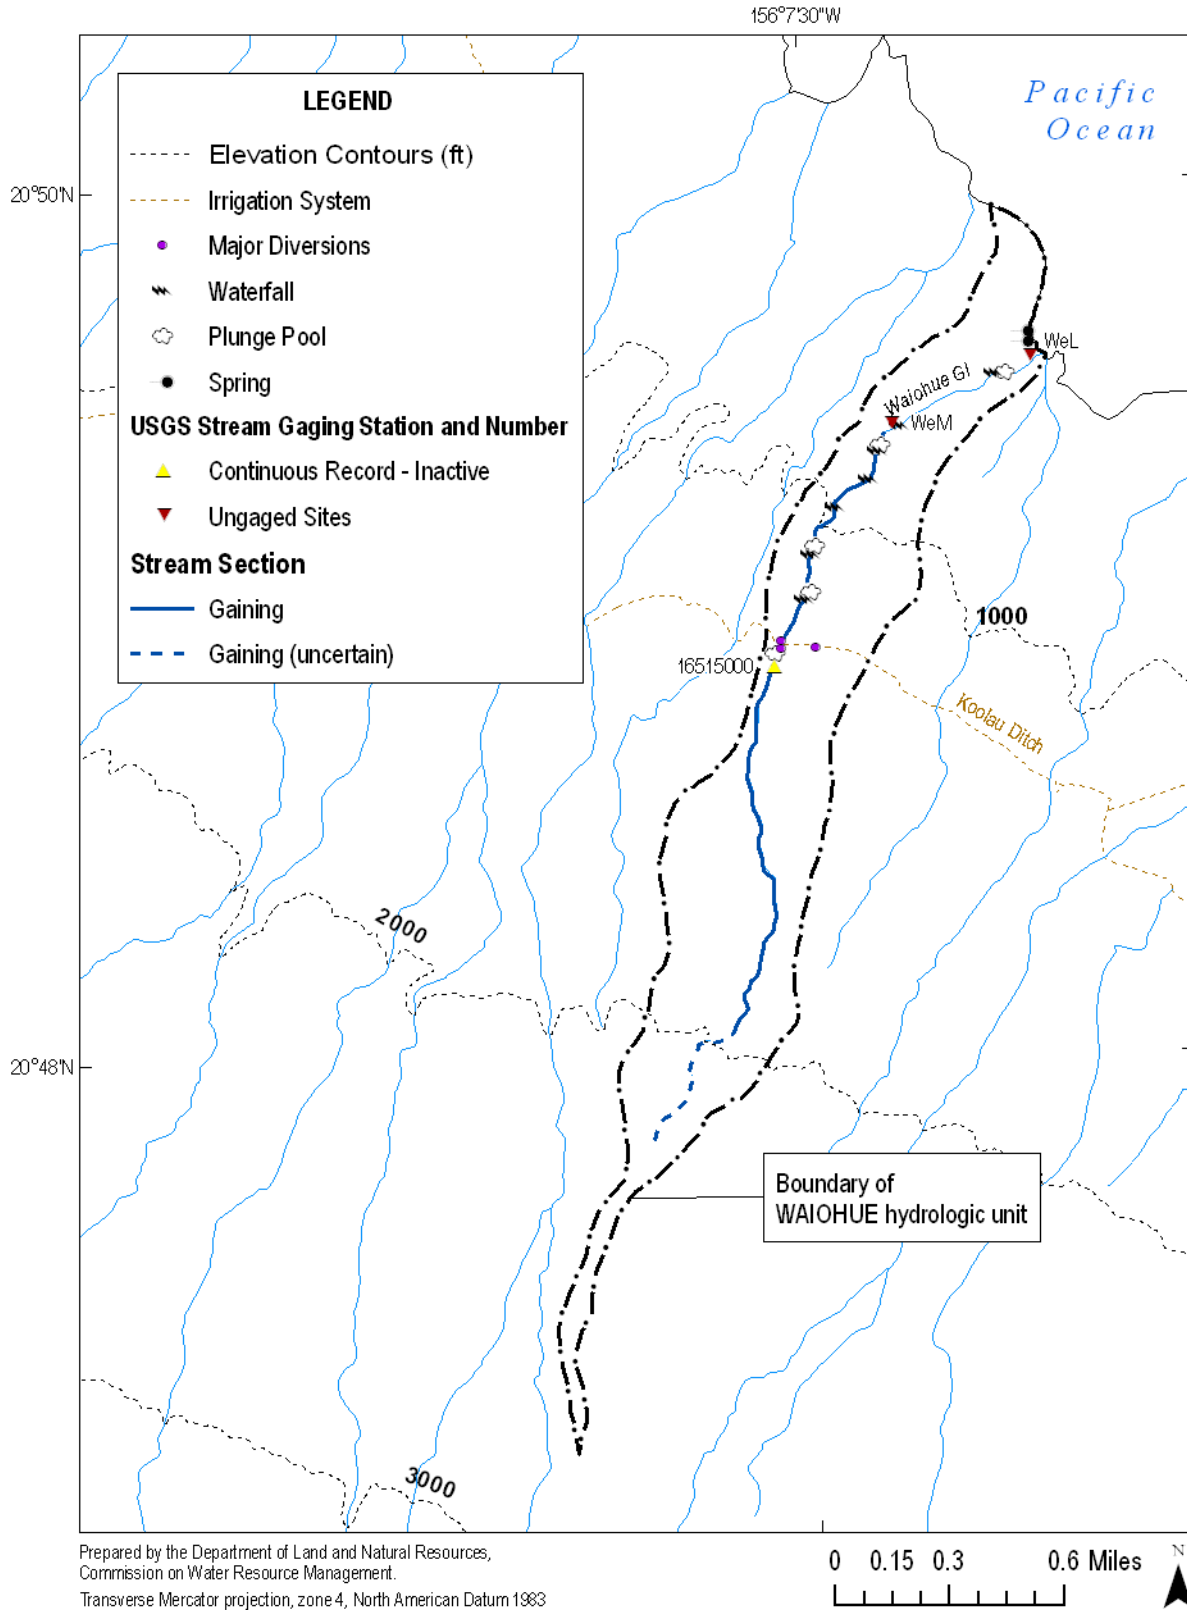 156°7'30"W
Pacific
Ocean
LEGEND
Elevation Contours (ft)
20°50'N
Irrigation System
Major Diversions
Waterfall
Plunge Pool
Spring
WeL
Waiohue Gl
WeM
USGS Stream Gaging Station and Number
Continuous Record - Inactive
Ungaged Sites
Stream Section
Gaining
Gaining (uncertain)
1000
16515000
Koolau Ditch
2000
20°48'N
Boundary of
WAIOHUE hydrologic unit
3000
Prepared by the Department of Land and Natural Resources,
Commission on Water Resource Management.
Transverse Mercator projection, zone 4, North American Datum 1983
0 0.15 0.3 0.6 Miles
N